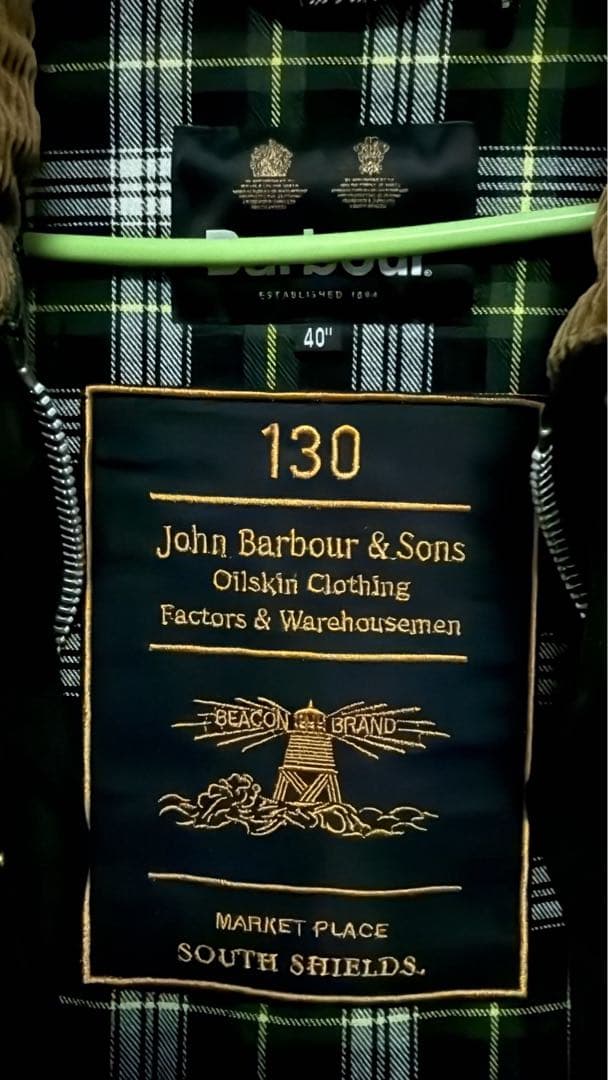 Barbour
ESTABLISHED 1894
40"
130
John Barbour & Sons
Oilskin Clothing
Factors & Warehousemen
BEACON BRAND
MARKET PLACE
SOUTH SHIELDS.